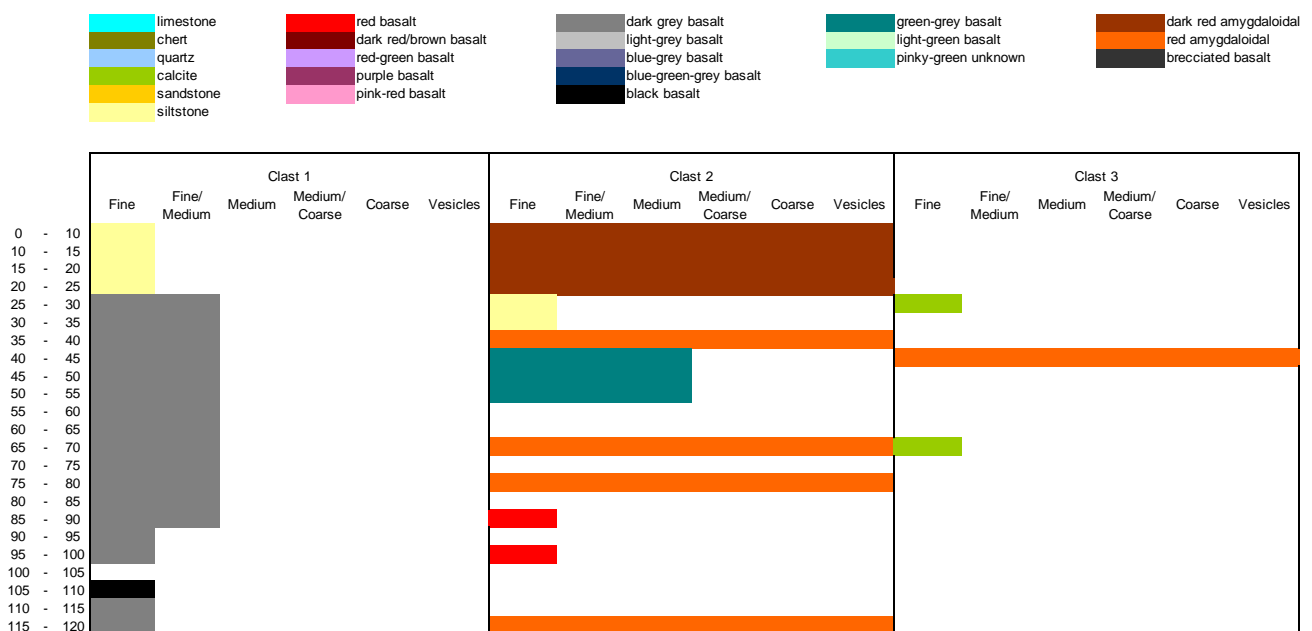 limestone red basalt dark grey basalt green-grey basalt dark red amygdaloidal
chert dark red/brown basalt light-grey basalt light-green basalt red amygdaloidal
quartz red-green basalt blue-grey basalt pinky-green unknown brecciated basalt
calcite purple basalt blue-green-grey basalt
sandstone pink-red basalt black basalt
siltstone
Clast 1 Clast 2 Clast 3
Fine Fine/ Medium Medium Medium/ Coarse Coarse Vesicles Fine Fine/ Medium Medium Medium/ Coarse Coarse Vesicles Fine Fine/ Medium Medium Medium/ Coarse Coarse Vesicles
0 - 10
10 - 15
15 - 20
20 - 25
25 - 30
30 - 35
35 - 40
40 - 45
45 - 50
50 - 55
55 - 60
60 - 65
65 - 70
70 - 75
75 - 80
80 - 85
85 - 90
90 - 95
95 - 100
100 - 105
105 - 110
110 - 115
115 - 120